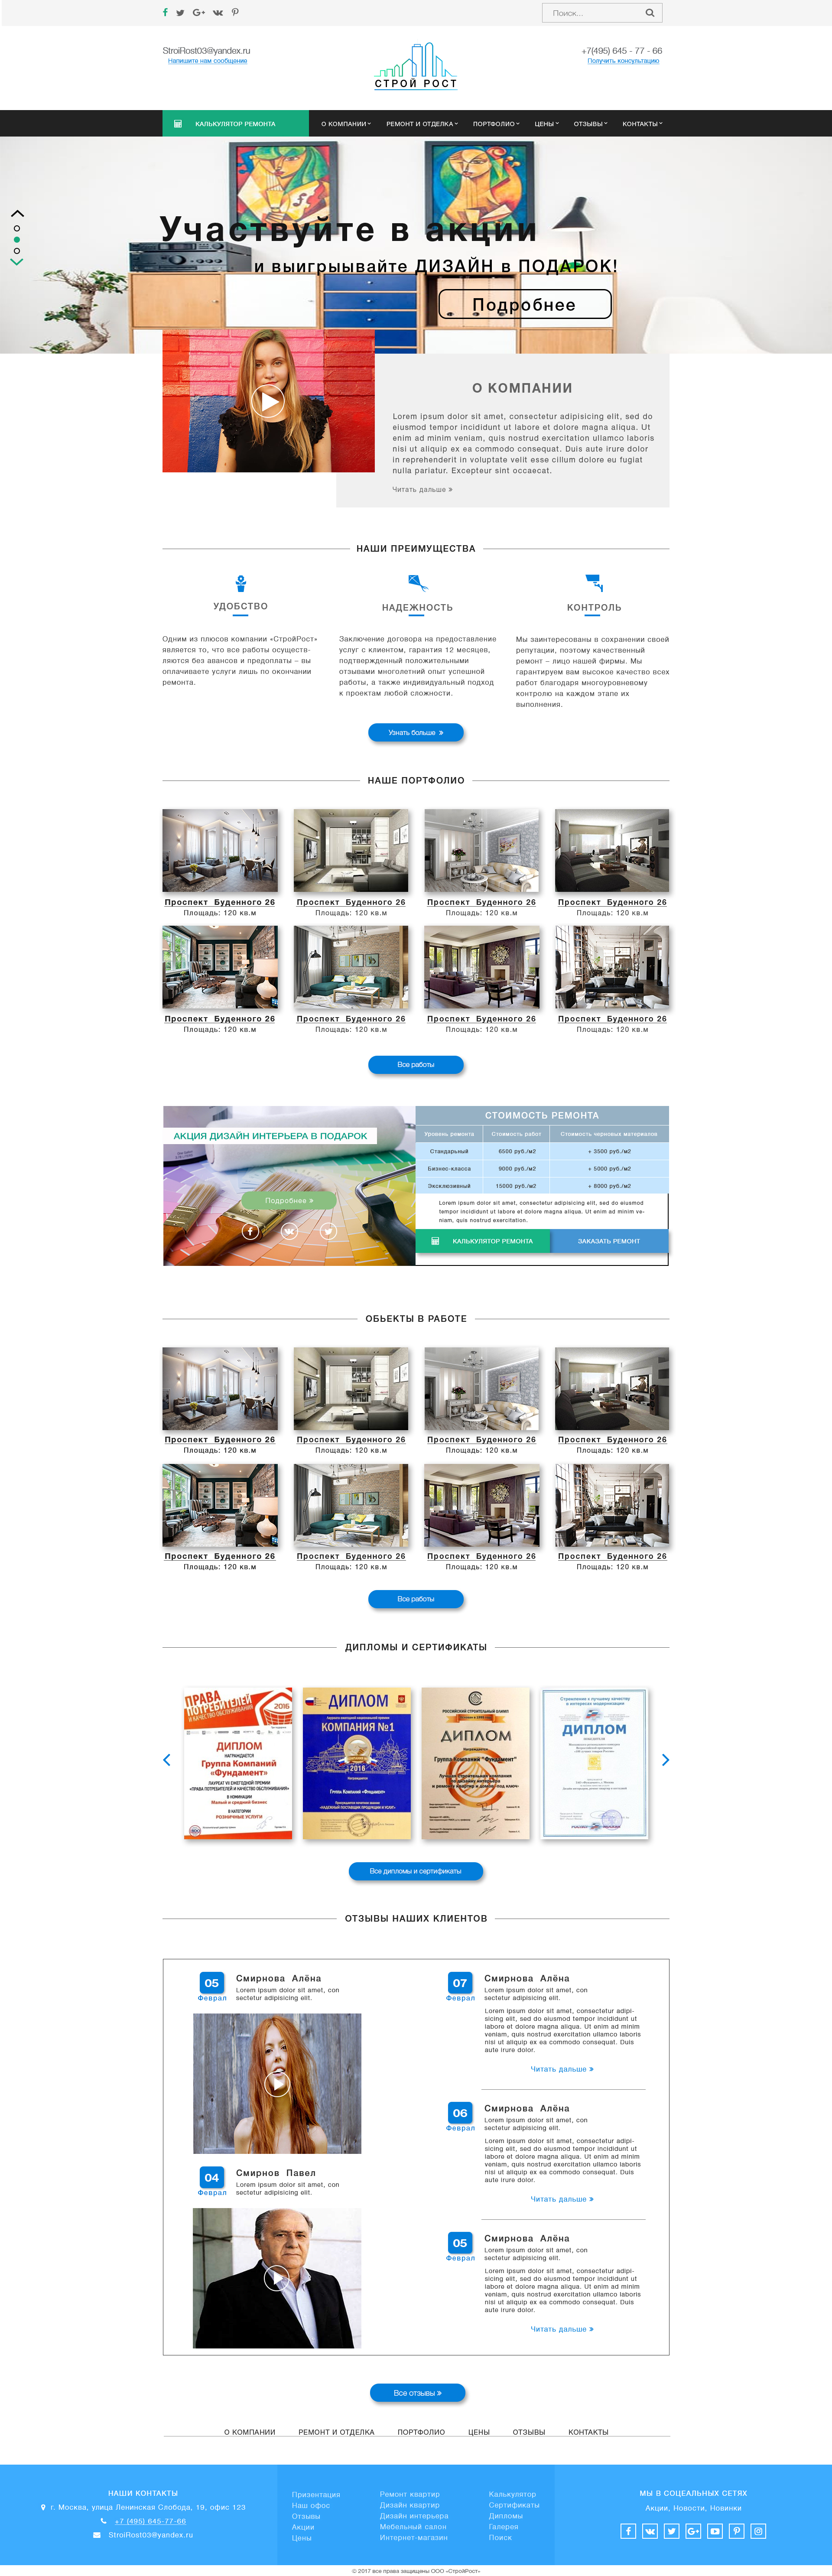 Поиск...
StroiRost03@yandex.ru
Напишите нам сообщение
СТРОЙ РОСТ
+7(495) 645 - 77 - 66
Получить консультацию
КАЛЬКУЛЯТОР РЕМОНТА
О КОМПАНИИ РЕМОНТ И ОТДЕЛКА ПОРТФОЛИО ЦЕНЫ ОТЗЫВЫ КОНТАКТЫ
Участвуйте в акции
и выигрывайте ДИЗАЙН в ПОДАРОК!
Подробнее
О КОМПАНИИ
Lorem ipsum dolor sit amet, consectetur adipisicing elit, sed do
eiusmod tempor incididunt ut labore et dolore magna aliqua. Ut
enim ad minim veniam, quis nostrud exercitation ullamco laboris
nisi ut aliquip ex ea commodo consequat. Duis aute irure dolor
in reprehenderit in voluptate velit esse cillum dolore eu fugiat
nulla pariatur. Excepteur sint occaecat.
Читать дальше »
НАШИ ПРЕИМУЩЕСТВА
УДОБСТВО
Одним из плюсов компании «СтройРост»
является то, что все работы осуществ-
ляются без авансов и предоплаты – вы
оплачиваете услуги лишь по окончании
ремонта.
НАДЕЖНОСТЬ
Заключение договора на предоставление
услуг с клиентом, гарантия 12 месяцев,
подтвержденный положительными
отзывами многолетний опыт успешной
работы, а также индивидуальный подход
к проектам любой сложности.
КОНТРОЛЬ
Мы заинтересованы в сохранении своей
репутации, поэтому качественный
ремонт – лицо нашей фирмы. Мы
гарантируем вам высокое качество всех
работ благодаря многоуровневому
контролю на каждом этапе их
выполнения.
Узнать больше »
НАШЕ ПОРТФОЛИО
Проспект Буденного 26 Проспект Буденного 26 Проспект Буденного 26 Проспект Буденного 26
Площадь: 120 кв.м Площадь: 120 кв.м Площадь: 120 кв.м Площадь: 120 кв.м
Проспект Буденного 26 Проспект Буденного 26 Проспект Буденного 26 Проспект Буденного 26
Площадь: 120 кв.м Площадь: 120 кв.м Площадь: 120 кв.м Площадь: 120 кв.м
Все работы
АКЦИЯ ДИЗАЙН ИНТЕРЬЕРА В ПОДАРОК
Подробнее »
СТОИМОСТЬ РЕМОНТА
Уровень ремонта Стоимость работ Стоимость черновых материалов
Стандарьный 6500 руб./м2 + 3500 руб./м2
Бизнес-класса 9000 руб./м2 + 5000 руб./м2
Эксклюзивный 15000 руб./м2 + 8000 руб./м2
Lorem ipsum dolor sit amet, consectetur adipisicing elit, sed do eiusmod
tempor incididunt ut labore et dolore magna aliqua. Ut enim ad minim ve-
niam, quis nostrud exercitation.
КАЛЬКУЛЯТОР РЕМОНТА ЗАКАЗАТЬ РЕМОНТ
ОБЬЕКТЫ В РАБОТЕ
Проспект Буденного 26 Проспект Буденного 26 Проспект Буденного 26 Проспект Буденного 26
Площадь: 120 кв.м Площадь: 120 кв.м Площадь: 120 кв.м Площадь: 120 кв.м
Проспект Буденного 26 Проспект Буденного 26 Проспект Буденного 26 Проспект Буденного 26
Площадь: 120 кв.м Площадь: 120 кв.м Площадь: 120 кв.м Площадь: 120 кв.м
Все работы
ДИПЛОМЫ И СЕРТИФИКАТЫ
ПРАВА
ПОТРЕБИТЕЛЕЙ
И КАЧЕСТВО ОБСЛУЖИВАНИЯ
2016
ДИПЛОМ
НАГРАЖДАЕТСЯ
Группа Компаний
«Фундамент»
ЛАУРЕАТ VII ЕЖЕГОДНОЙ ПРЕМИИ
«ПРАВА ПОТРЕБИТЕЛЕЙ И КАЧЕСТВО ОБСЛУЖИВАНИЯ»
В НОМИНАЦИИ
Малый и средний бизнес
В КАТЕГОРИИ
РОЗНИЧНЫЕ УСЛУГИ
ДИПЛОМ
КОМПАНИЯ №1
2016
Группа Компаний «Фундамент»
РОССИЙСКИЙ СТРОИТЕЛЬНЫЙ ОЛИМП
ДИПЛОМ
Группа Компаний "Фундамент"
ДИПЛОМ
Все дипломы и сертификаты
ОТЗЫВЫ НАШИХ КЛИЕНТОВ
05
Феврал
Смирнова Алёна
Lorem ipsum dolor sit amet, con
sectetur adipisicing elit.
04
Феврал
Смирнов Павел
Lorem ipsum dolor sit amet, con
sectetur adipisicing elit.
07
Феврал
Смирнова Алёна
Lorem ipsum dolor sit amet, con
sectetur adipisicing elit.
Lorem ipsum dolor sit amet, consectetur adipi-
sicing elit, sed do eiusmod tempor incididunt ut
labore et dolore magna aliqua. Ut enim ad minim
veniam, quis nostrud exercitation ullamco laboris
nisi ut aliquip ex ea commodo consequat. Duis
aute irure dolor.
Читать дальше »
06
Феврал
Смирнова Алёна
Lorem ipsum dolor sit amet, con
sectetur adipisicing elit.
Lorem ipsum dolor sit amet, consectetur adipi-
sicing elit, sed do eiusmod tempor incididunt ut
labore et dolore magna aliqua. Ut enim ad minim
veniam, quis nostrud exercitation ullamco laboris
nisi ut aliquip ex ea commodo consequat. Duis
aute irure dolor.
Читать дальше »
05
Феврал
Смирнова Алёна
Lorem ipsum dolor sit amet, con
sectetur adipisicing elit.
Lorem ipsum dolor sit amet, consectetur adipi-
sicing elit, sed do eiusmod tempor incididunt ut
labore et dolore magna aliqua. Ut enim ad minim
veniam, quis nostrud exercitation ullamco laboris
nisi ut aliquip ex ea commodo consequat. Duis
aute irure dolor.
Читать дальше »
Все отзывы »
О КОМПАНИИ РЕМОНТ И ОТДЕЛКА ПОРТФОЛИО ЦЕНЫ ОТЗЫВЫ КОНТАКТЫ
НАШИ КОНТАКТЫ
г. Москва, улица Ленинская Слобода, 19, офис 123
+7 (495) 645-77-66
StroiRost03@yandex.ru
Призентация
Наш офис
Отзывы
Акции
Цены
Ремонт квартир
Дизайн квартир
Дизайн интерьера
Мебельный салон
Интернет-магазин
Калькулятор
Сертификаты
Дипломы
Галерея
Поиск
МЫ В СОЦЕАЛЬНЫХ СЕТЯХ
Акции, Новости, Новинки
© 2017 все права защищены ООО «СтройРост»